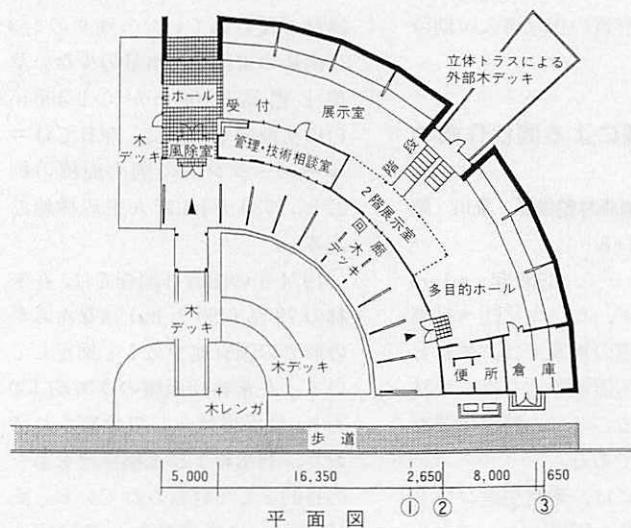 立体トラスによる
外部木デッキ
ホール
受付
展示室
木
デッキ
風除室
管理・技術相談室
階段
2階展示室
回廊
木デッキ
多目的ホール
木
デッキ
木デッキ
便所
倉庫
木レンガ
歩道
5,000
16,350
2,650
8,000
650
①
②
③
平面図